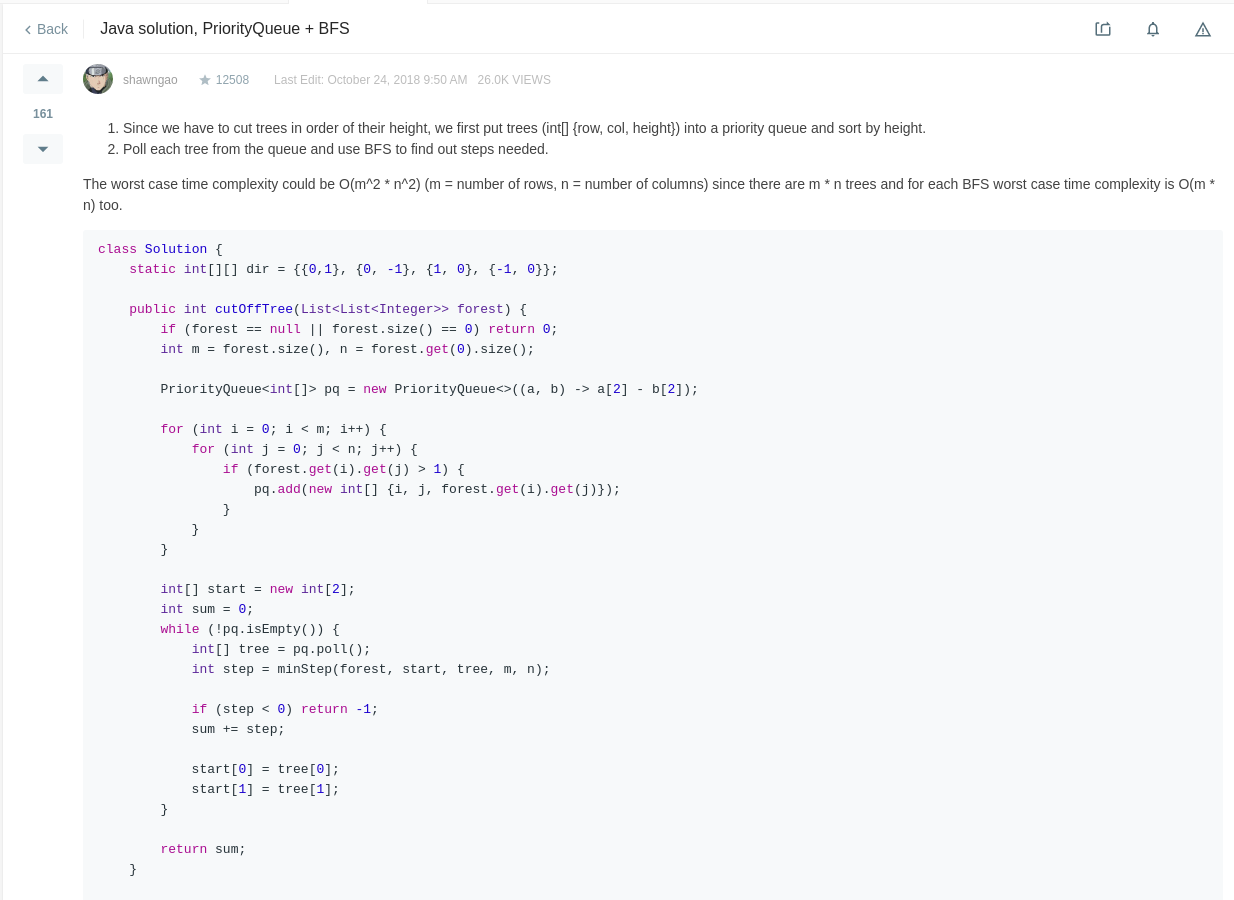 Back
Java solution, PriorityQueue + BFS
161
shawngao 12508 Last Edit: October 24, 2018 9:50 AM 26.0K VIEWS
1. Since we have to cut trees in order of their height, we first put trees (int[] {row, col, height}) into a priority queue and sort by height.
2. Poll each tree from the queue and use BFS to find out steps needed.
The worst case time complexity could be O(m^2 * n^2) (m = number of rows, n = number of columns) since there are m * n trees and for each BFS worst case time complexity is O(m *
n) too.
class Solution {
    static int[][] dir = {{0,1}, {0, -1}, {1, 0}, {-1, 0}};

    public int cutOffTree(List<List<Integer>> forest) {
        if (forest == null || forest.size() == 0) return 0;
        int m = forest.size(), n = forest.get(0).size();

        PriorityQueue<int[]> pq = new PriorityQueue<>((a, b) -> a[2] - b[2]);

        for (int i = 0; i < m; i++) {
            for (int j = 0; j < n; j++) {
                if (forest.get(i).get(j) > 1) {
                    pq.add(new int[] {i, j, forest.get(i).get(j)});
                }
            }
        }

        int[] start = new int[2];
        int sum = 0;
        while (!pq.isEmpty()) {
            int[] tree = pq.poll();
            int step = minStep(forest, start, tree, m, n);

            if (step < 0) return -1;
            sum += step;

            start[0] = tree[0];
            start[1] = tree[1];
        }

        return sum;
    }